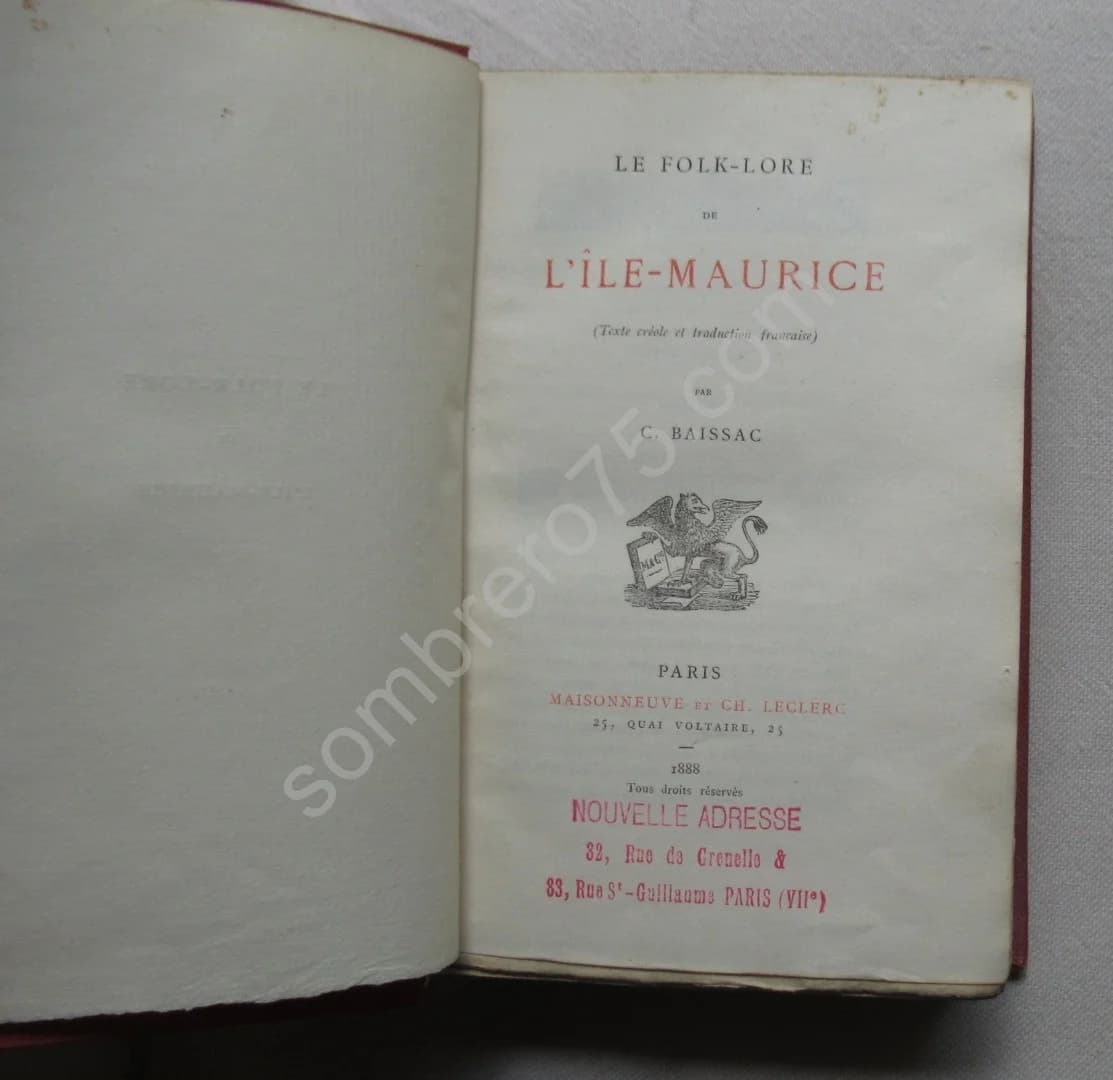 LE FOLK-LORE
DE
L'ÎLE-MAURICE
(Texte créole et traduction française)
PAR
C. BAISSAC
MAG
PARIS
MAISONNEUVE ET CH. LECLERC
25, QUAI VOLTAIRE, 25
1888
Tous droits réservés
NOUVELLE ADRESSE
32, Rue de Grenelle &
33, Rue St-Guillaume PARIS (VIIe)
sombrero75.com